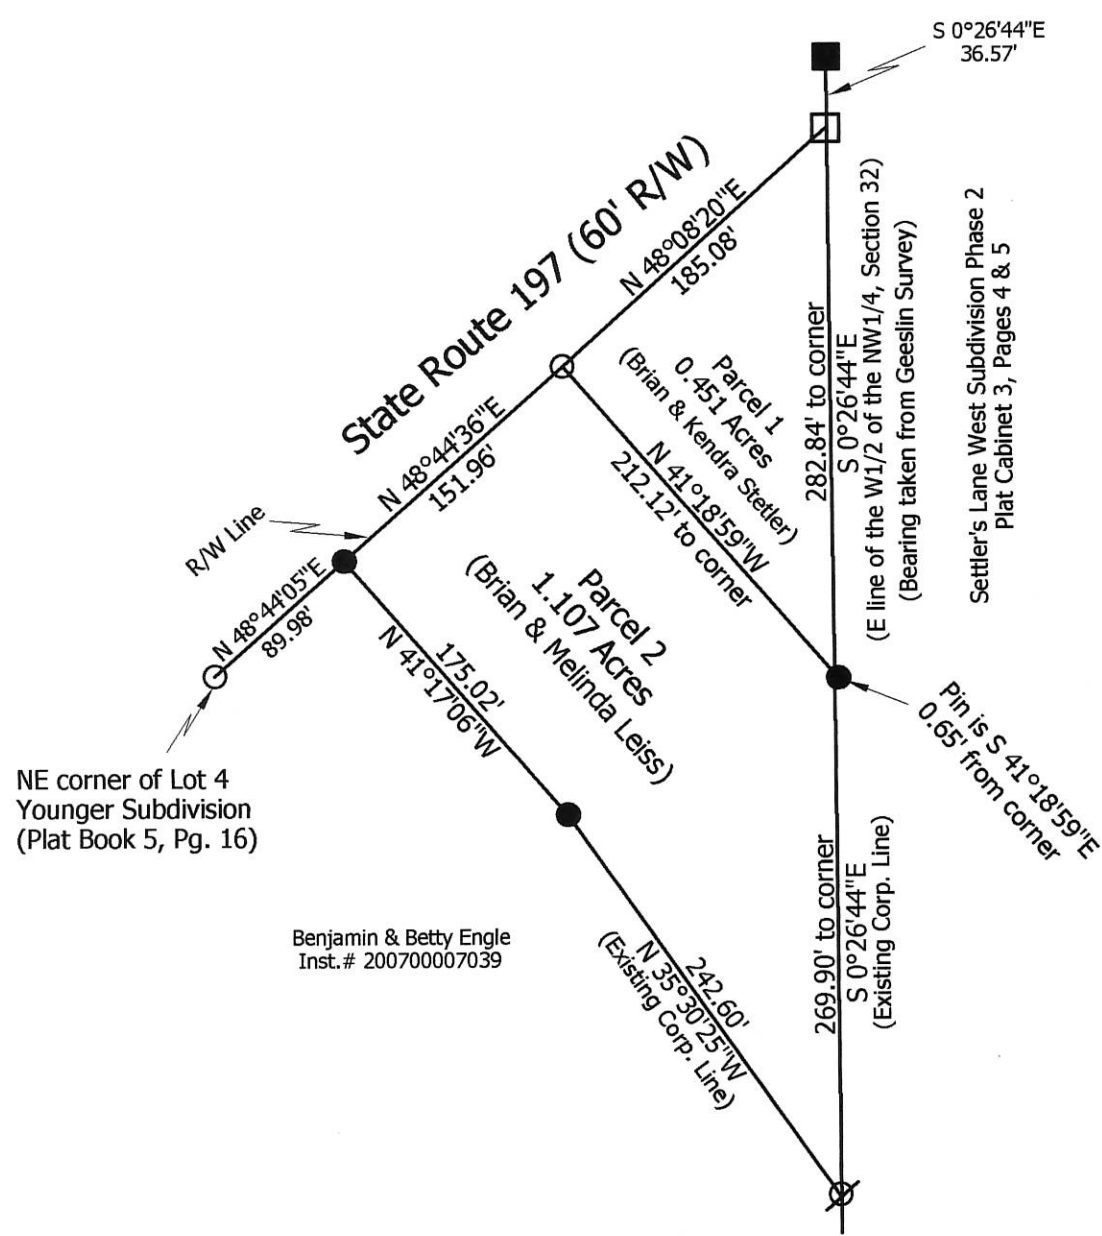 S 0°26'44"E
36.57'
State Route 197 (60' R/W)
N 48°08'20"E
185.08'
(E line of the W1/2 of the NW1/4, Section 32)
(Bearing taken from Geeslin Survey)
282.84' to corner
S 0°26'44"E
Settler's Lane West Subdivision Phase 2
Plat Cabinet 3, Pages 4 & 5
Parcel 1
0.451 Acres
(Brian & Kendra Stetler)
N 41°18'59"W
212.12' to corner
N 48°44'36"E
151.96'
R/W Line
N 48°44'05"E
89.98'
Parcel 2
1.107 Acres
(Brian & Melinda Leiss)
175.02'
N 41°17'06"W
Pin is S 41°18'59"E
0.65' from corner
NE corner of Lot 4
Younger Subdivision
(Plat Book 5, Pg. 16)
269.90' to corner
S 0°26'44"E
(Existing Corp. Line)
Benjamin & Betty Engle
Inst.# 200700007039
242.60'
N 35°30'25"W
(Existing Corp. Line)